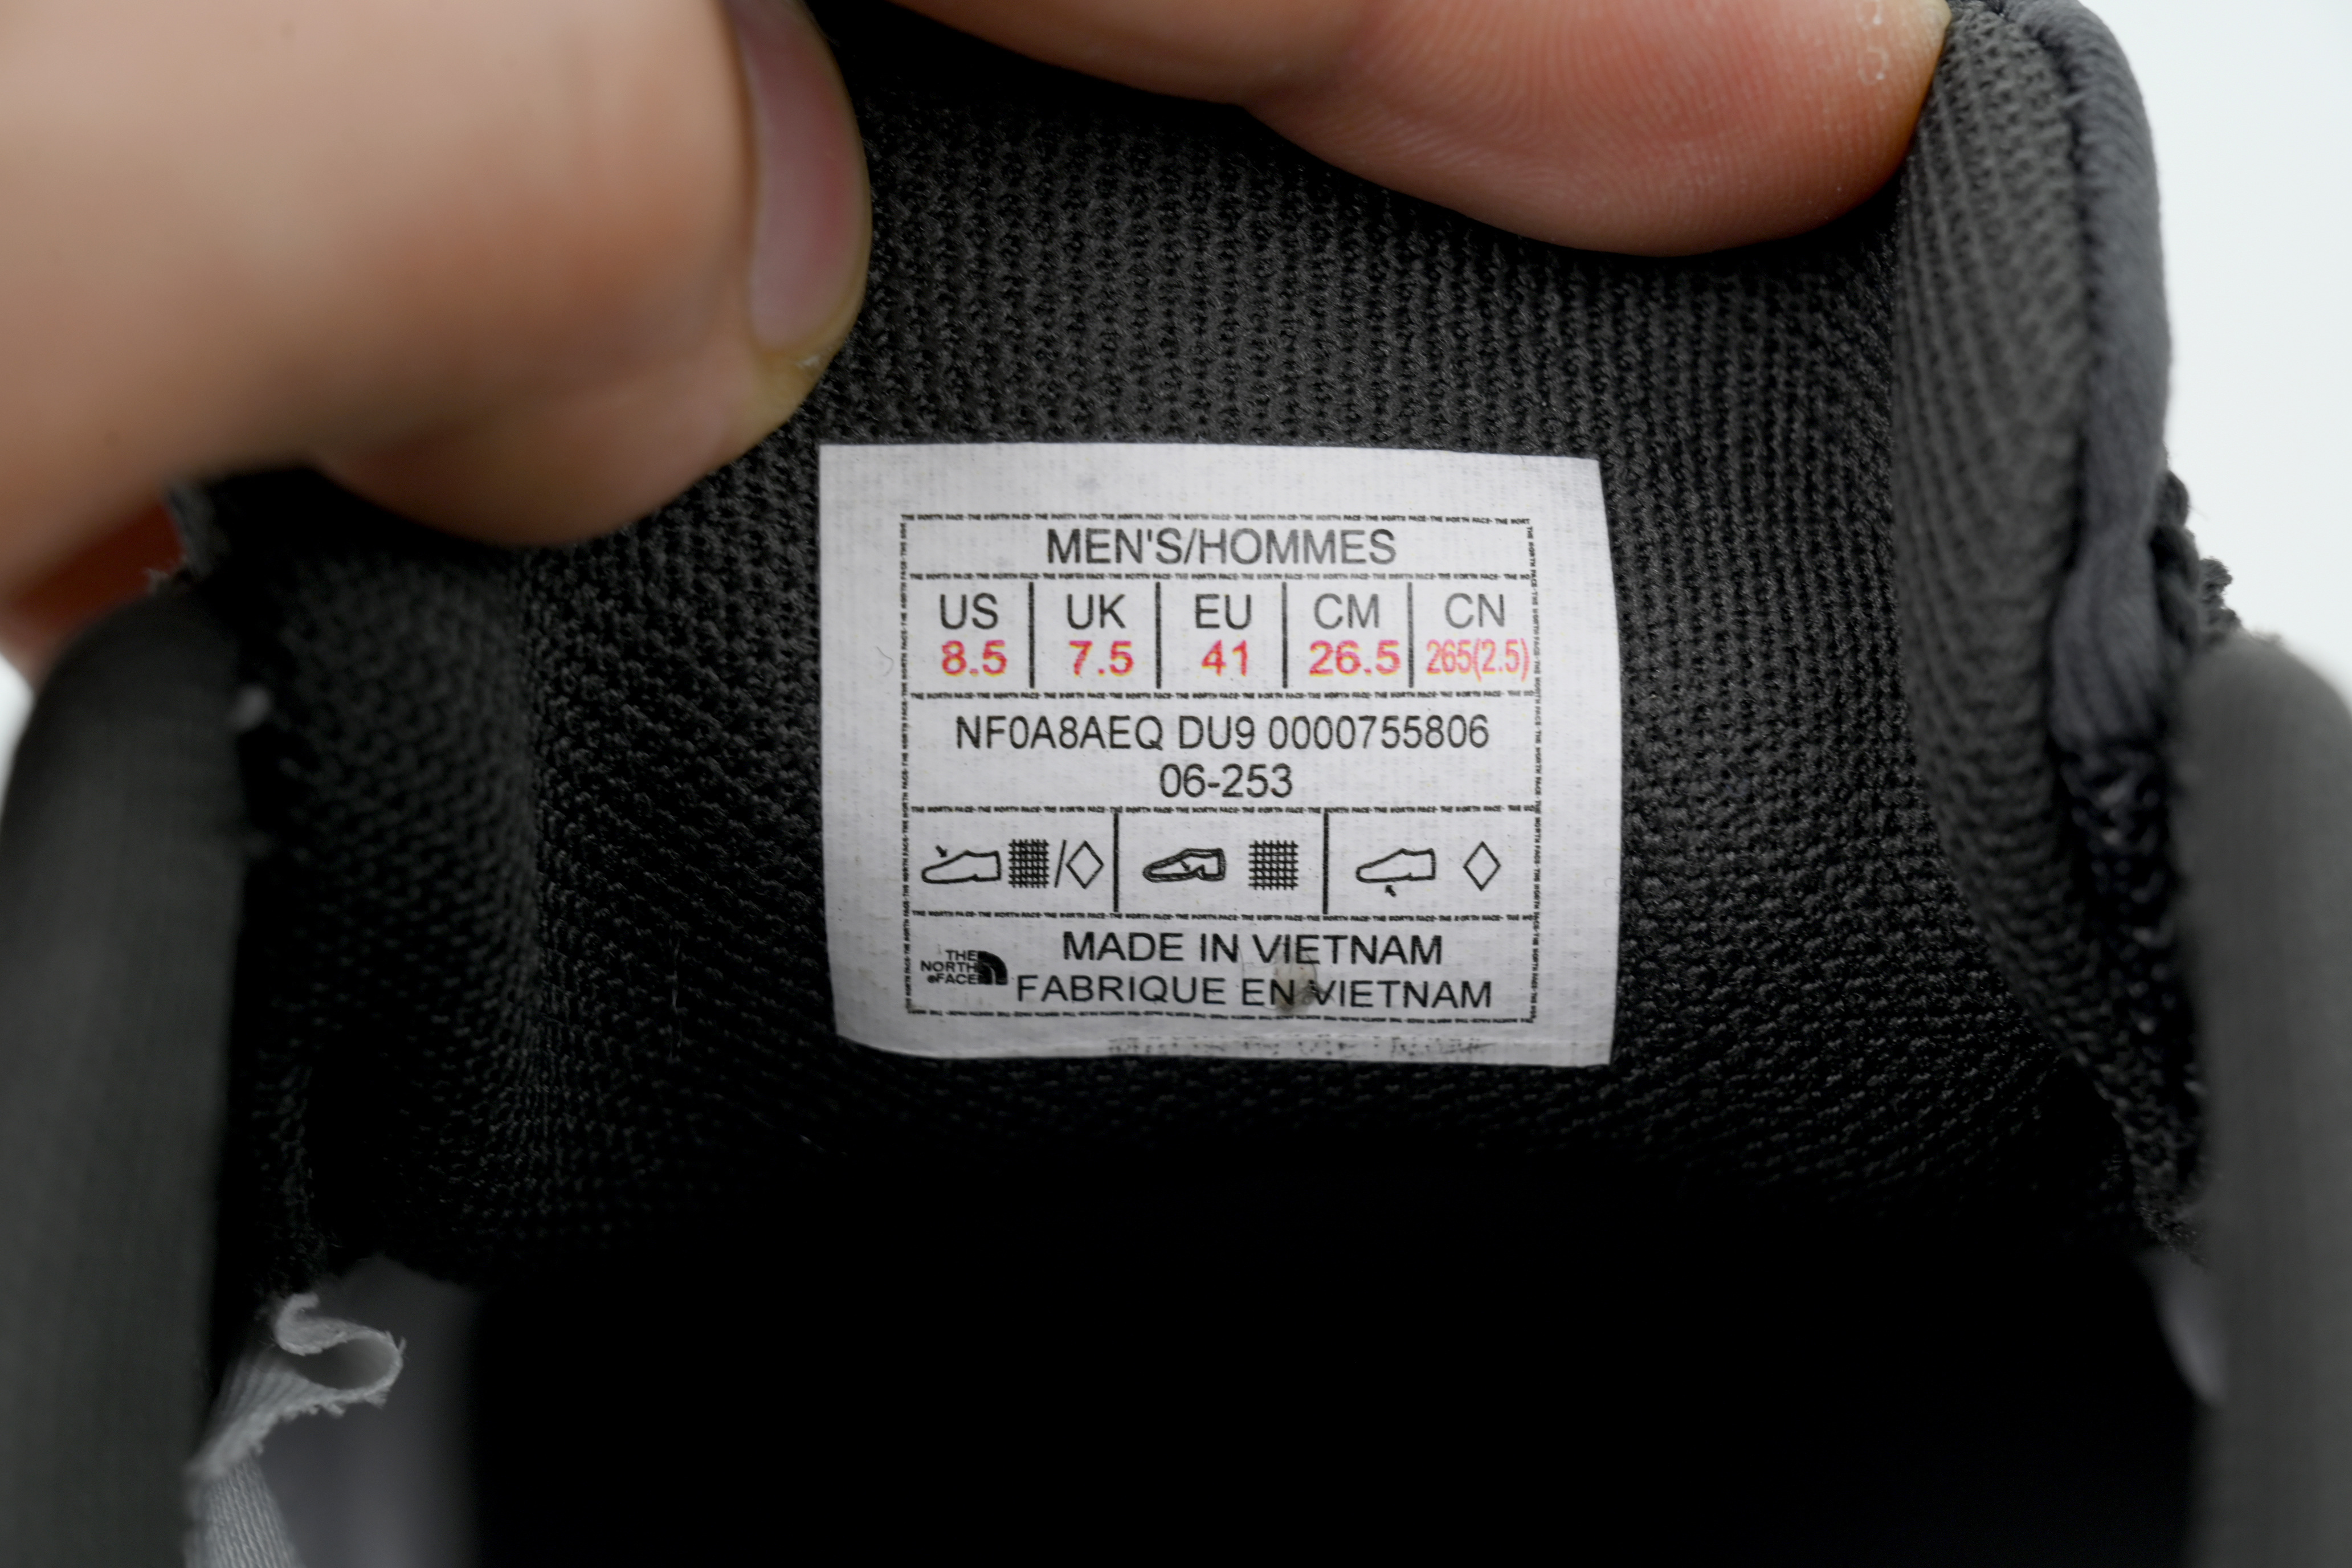 MEN'S/HOMMES
US UK EU CM CN
8.5 7.5 41 26.5 265(2.5)
NF0A8AEQ DU9 0000755806
06-253
/
THE
NORTH
FACE
MADE IN VIETNAM
FABRIQUE EN VIETNAM